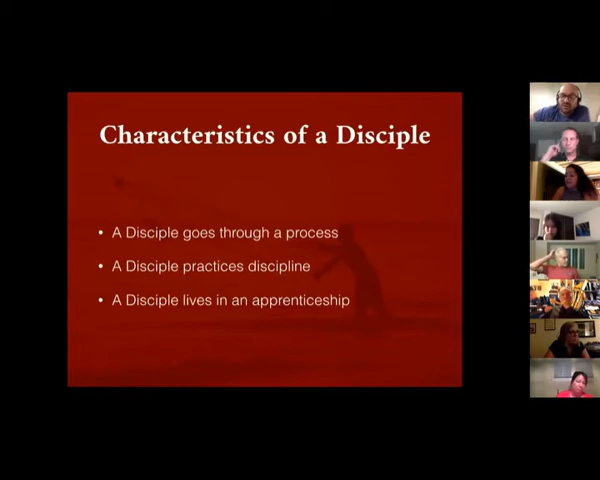 Characteristics of a Disciple
• A Disciple goes through a process
• A Disciple practices discipline
• A Disciple lives in an apprenticeship